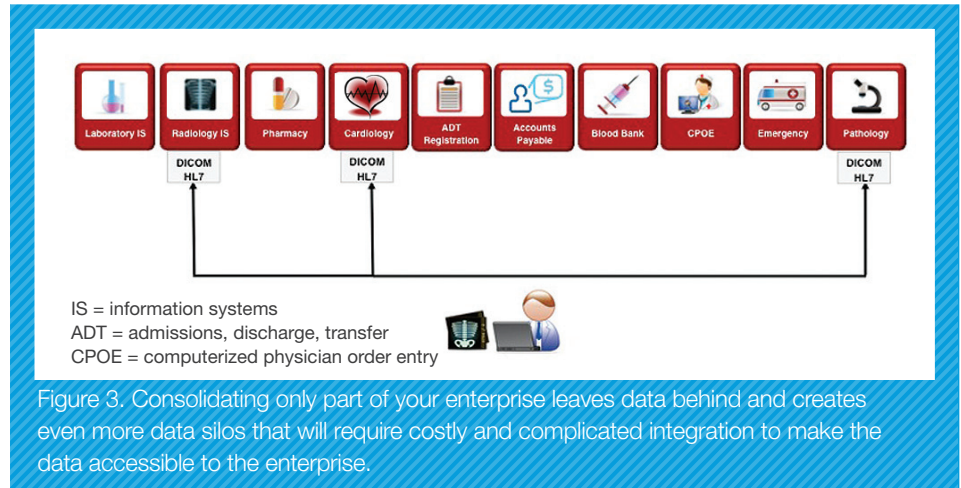 Laboratory IS
Radiology IS
Pharmacy
Cardiology
ADT
Registration
Accounts
Payable
$
Blood Bank
CPOE
Emergency
Pathology
DICOM
HL7
DICOM
HL7
DICOM
HL7
IS = information systems
ADT = admissions, discharge, transfer
CPOE = computerized physician order entry
Figure 3. Consolidating only part of your enterprise leaves data behind and creates
even more data silos that will require costly and complicated integration to make the
data accessible to the enterprise.